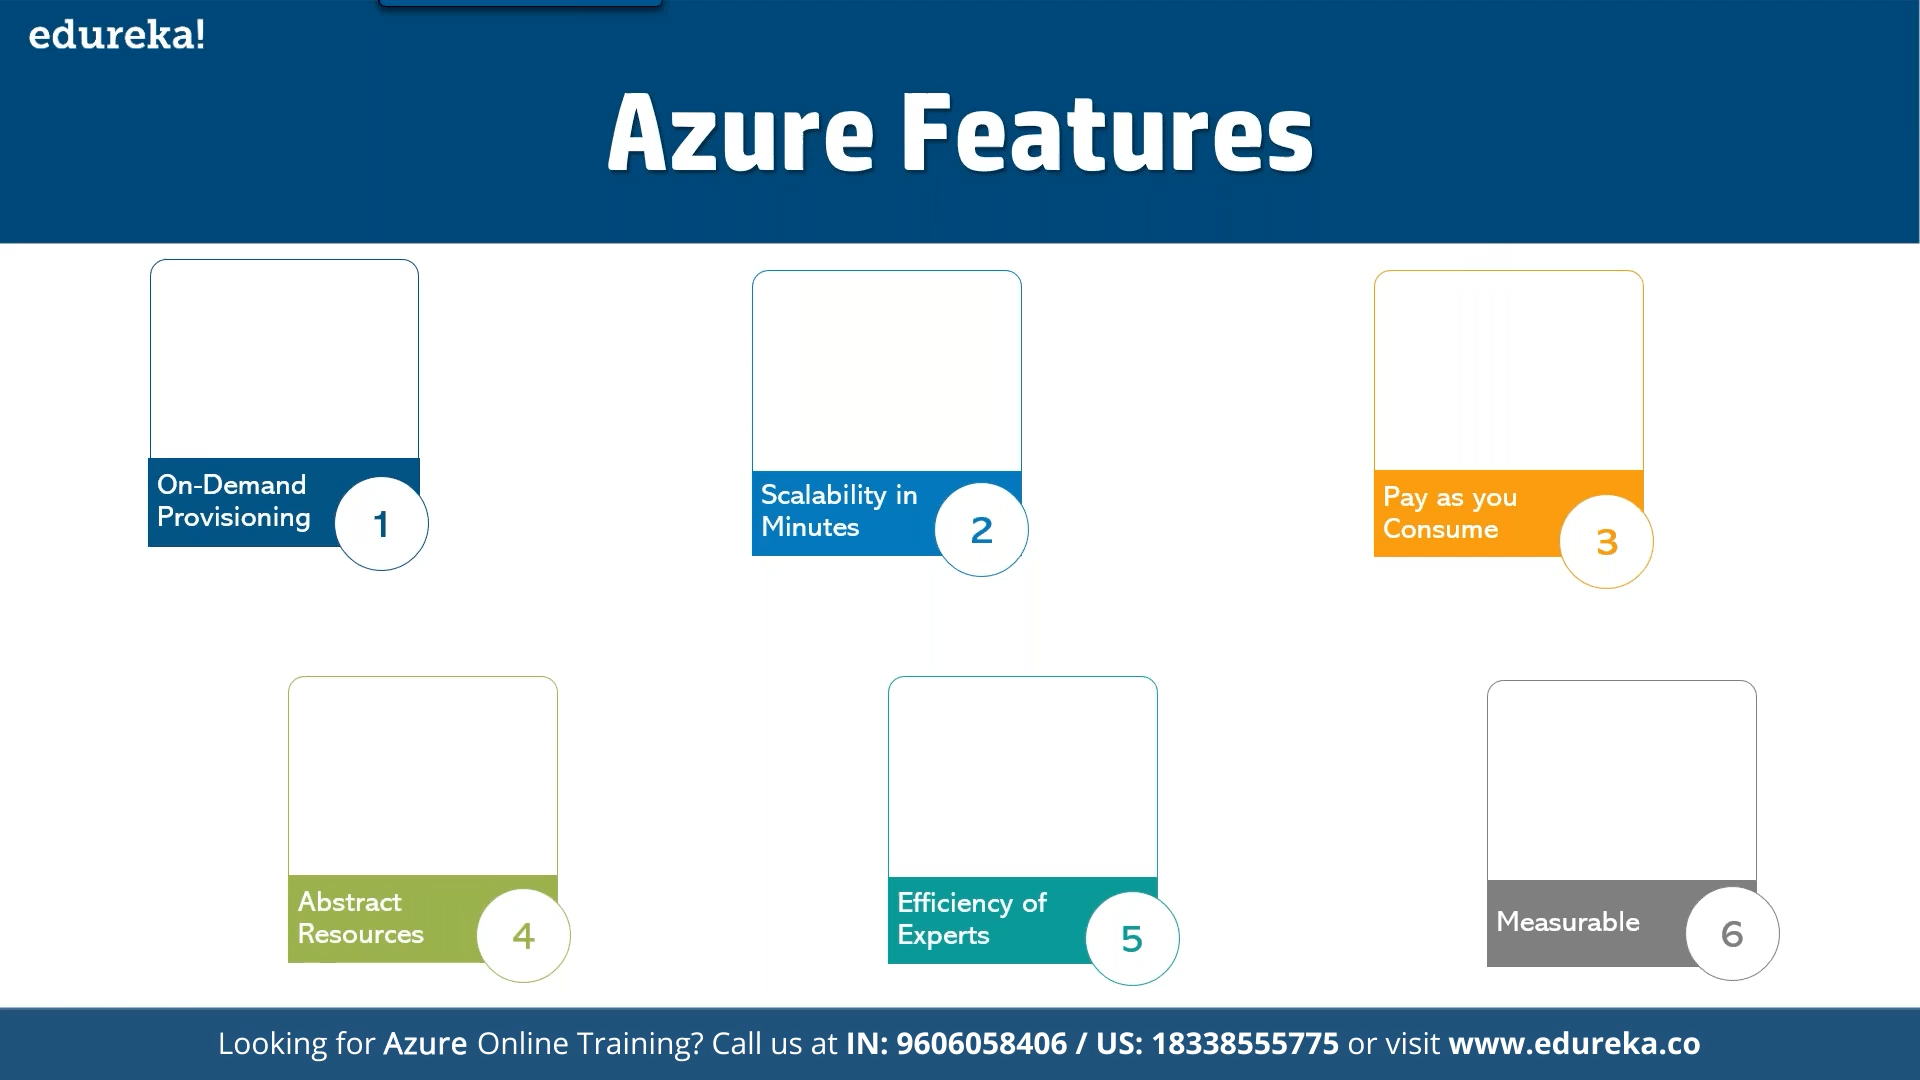 edureka!
Azure Features
On-Demand
Provisioning
1
Scalability in
Minutes
2
Pay as you
Consume
3
Abstract
Resources
4
Efficiency of
Experts
5
Measurable
6
Looking for Azure Online Training? Call us at IN: 9606058406 / US: 18338555775 or visit www.edureka.co